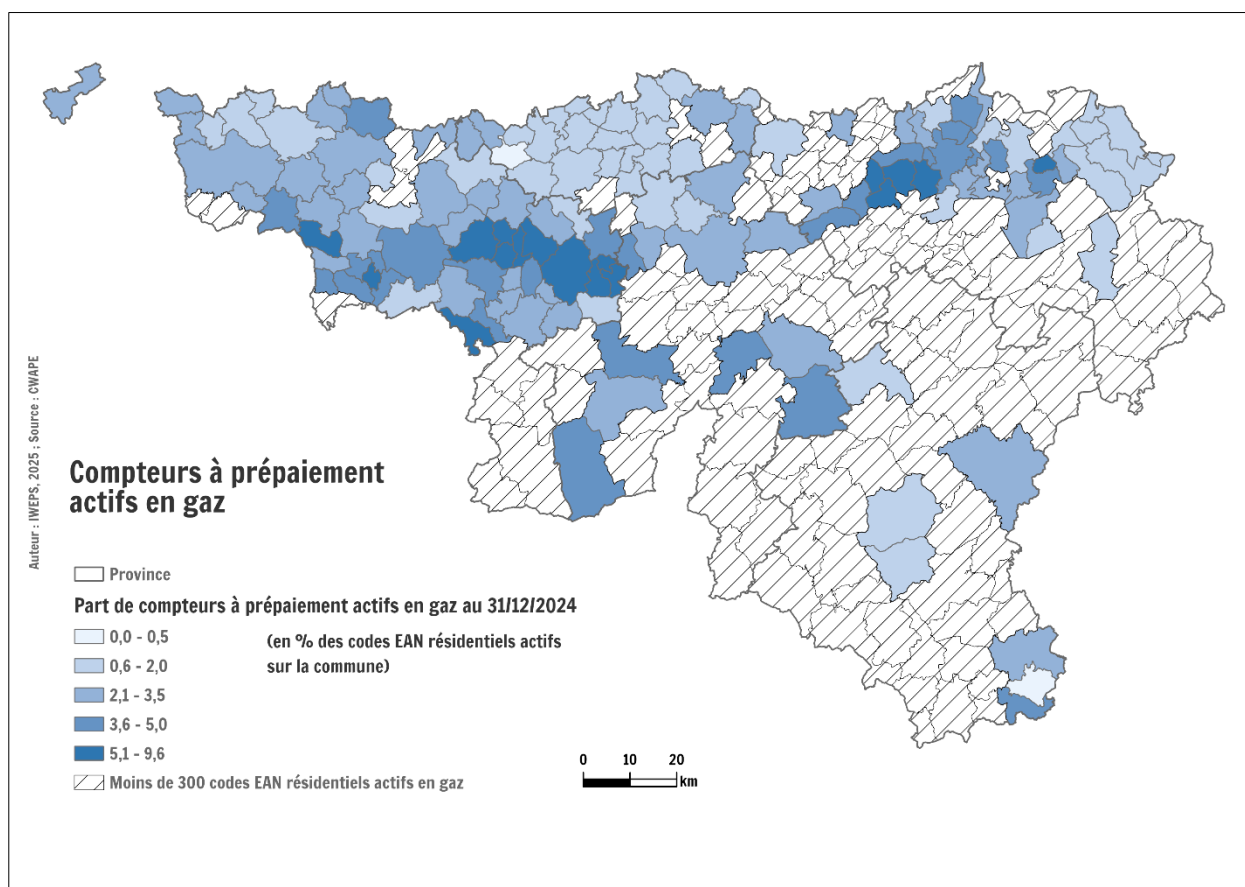 Auteur : IWEPS, 2025 ; Source : CWAPE
Compteurs à prépaiement
actifs en gaz
Province
Part de compteurs à prépaiement actifs en gaz au 31/12/2024
(en % des codes EAN résidentiels actifs
sur la commune)
0,0 - 0,5
0,6 - 2,0
2,1 - 3,5
3,6 - 5,0
5,1 - 9,6
Moins de 300 codes EAN résidentiels actifs en gaz
0 10 20
km